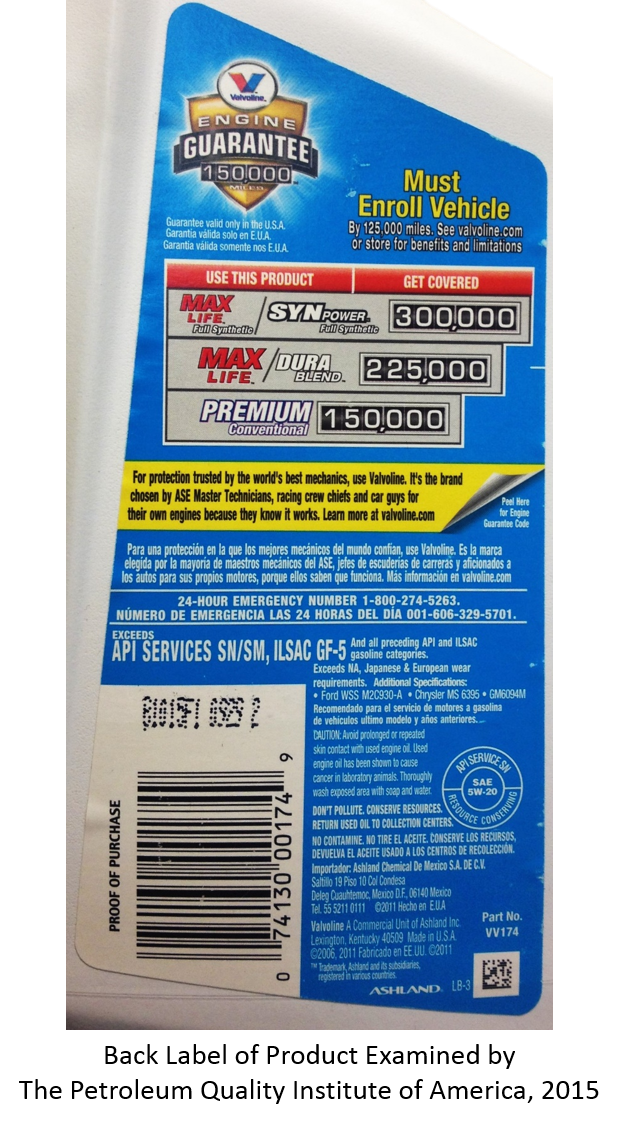 Valvoline
ENGINE
GUARANTEE
150,000
MILES
Guarantee valid only in the U.S.A.
Garantía válida solo en E.U.A.
Garantía válida somente nos E.U.A.
Must
Enroll Vehicle
By 125,000 miles. See valvoline.com
or store for benefits and limitations
USE THIS PRODUCT GET COVERED
MAX LIFE Full Synthetic / SYNPOWER Full Synthetic 300,000
MAX LIFE / DURABLEND 225,000
PREMIUM Conventional 150,000
For protection trusted by the world's best mechanics, use Valvoline. It's the brand
chosen by ASE Master Technicians, racing crew chiefs and car guys for
their own engines because they know it works. Learn more at valvoline.com
Peel Here
for Engine
Guarantee Code
Para una protección en la que los mejores mecánicos del mundo confían, use Valvoline. Es la marca
elegida por la mayoría de maestros mecánicos del ASE, jefes de escuderías de carreras y aficionados a
los autos para sus propios motores, porque ellos saben que funciona. Más información en valvoline.com
24-HOUR EMERGENCY NUMBER 1-800-274-5263.
NÚMERO DE EMERGENCIA LAS 24 HORAS DEL DÍA 001-606-329-5701.
EXCEEDS
API SERVICES SN/SM, ILSAC GF-5 And all preceding API and ILSAC
gasoline categories.
Exceeds NA, Japanese & European wear
requirements. Additional Specifications:
• Ford WSS M2C930-A • Chrysler MS 6395 • GM6094M
Recomendado para el servicio de motores a gasolina
de vehículos ultimo modelo y años anteriores.
CAUTION: Avoid prolonged or repeated
skin contact with used engine oil. Used
engine oil has been shown to cause
cancer in laboratory animals. Thoroughly
wash exposed area with soap and water.
API SERVICE SN
SAE
5W-20
RESOURCE CONSERVING
DON'T POLLUTE. CONSERVE RESOURCES.
RETURN USED OIL TO COLLECTION CENTERS.
NO CONTAMINE. NO TIRE EL ACEITE. CONSERVE LOS RECURSOS,
DEVUELVA EL ACEITE USADO A LOS CENTROS DE RECOLECCIÓN.
Importador: Ashland Chemical De Mexico S.A. DE C.V.
Saltillo 19 Piso 10 Col Condesa
Deleg Cuauhtemoc, Mexico D.F., 06140 Mexico
Tel. 55 5211 0111 ©2011 Hecho en E.U.A
Valvoline A Commercial Unit of Ashland Inc.
Lexington, Kentucky 40509 Made in U.S.A.
©2006, 2011 Fabricado en EE.UU. ©2011
™ Trademark, Ashland and its subsidiaries,
registered in various countries.
Part No.
VV174
ASHLAND. LB-3
PROOF OF PURCHASE
0 74130 00174 9
Back Label of Product Examined by
The Petroleum Quality Institute of America, 2015